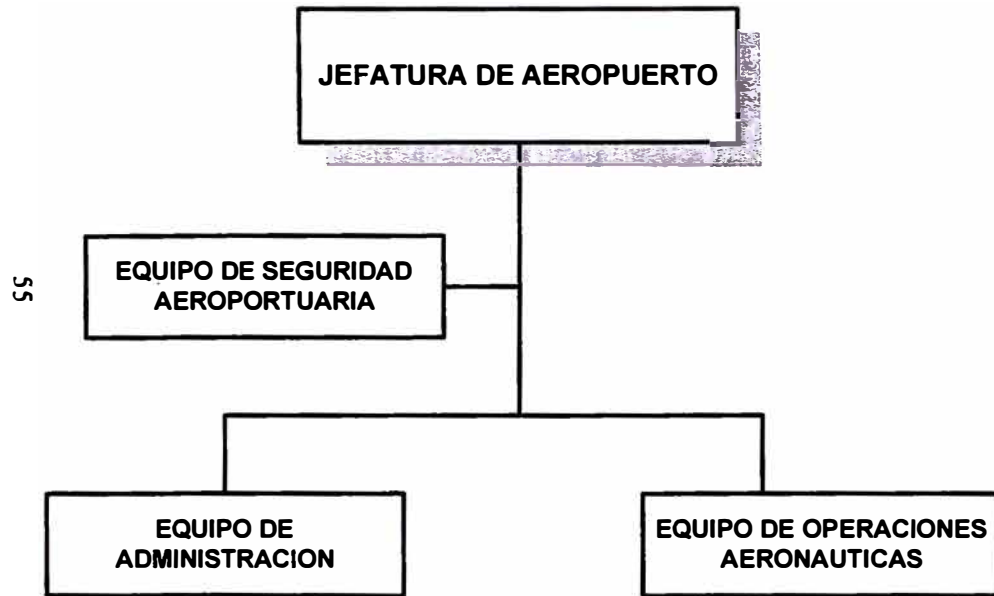 JEFATURA DE AEROPUERTO
EQUIPO DE SEGURIDAD
AEROPORTUARIA
55
EQUIPO DE
ADMINISTRACION
EQUIPO DE OPERACIONES
AERONAUTICAS